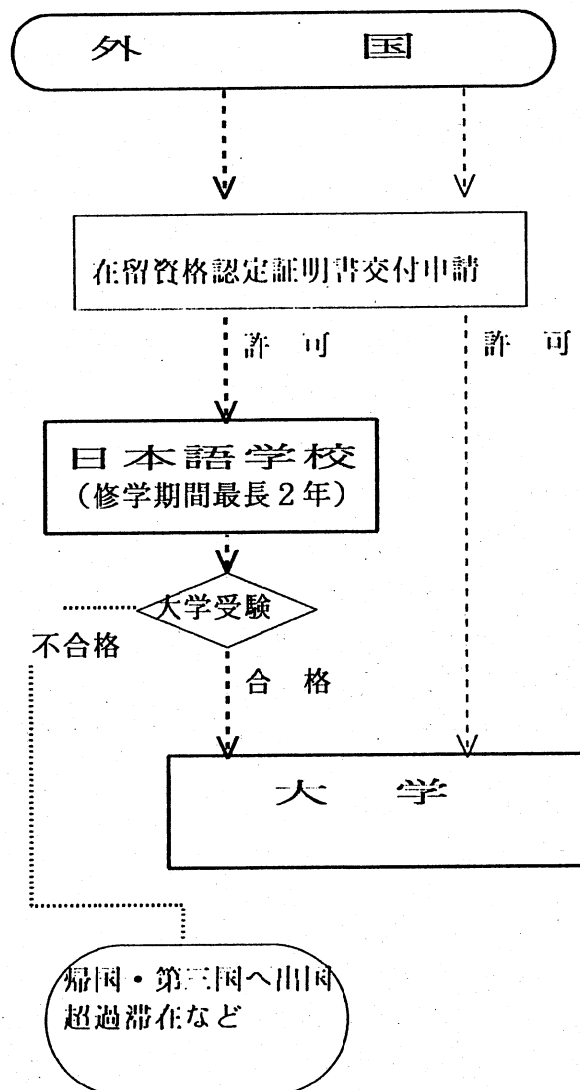 外国
在留資格認定証明書交付申請
許可
許可
日本語学校
(修学期間最長2年)
大学受験
不合格
合格
大学
帰国・第三国へ出国
超過滞在など